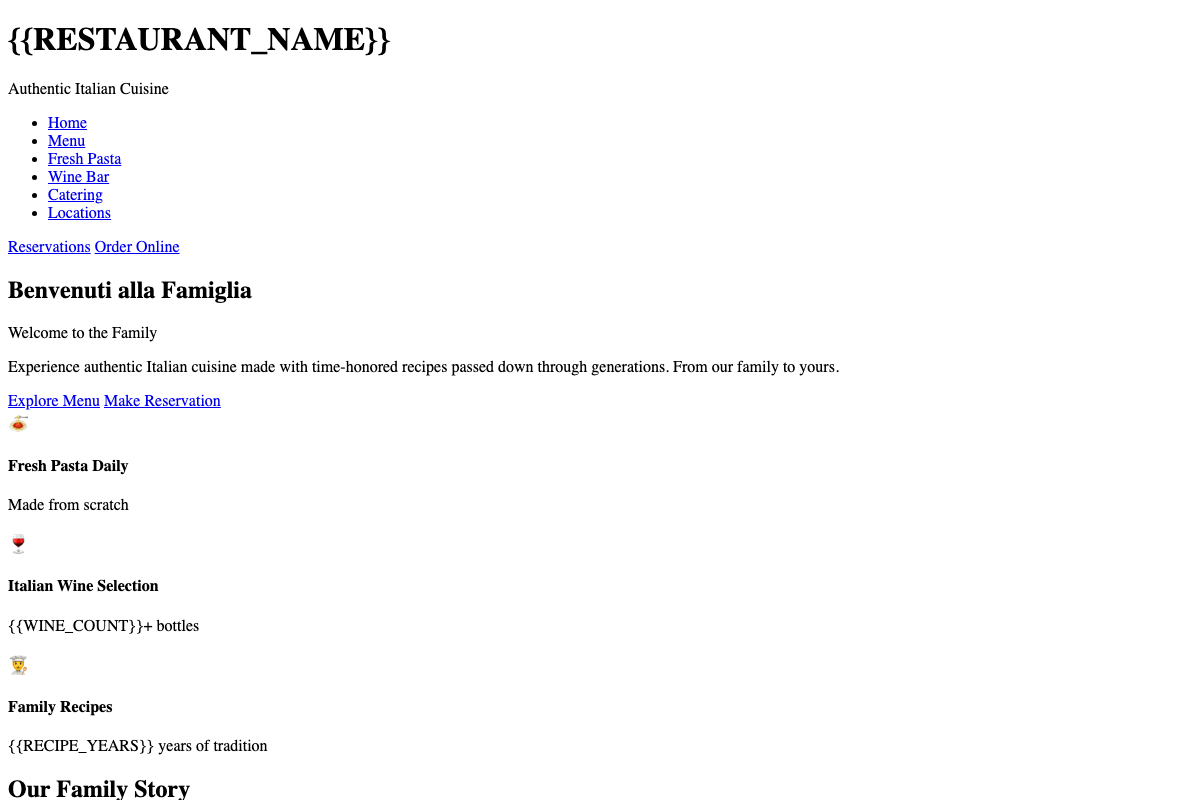 {{RESTAURANT_NAME}}
Authentic Italian Cuisine
Home
Menu
Fresh Pasta
Wine Bar
Catering
Locations
Reservations Order Online
Benvenuti alla Famiglia
Welcome to the Family
Experience authentic Italian cuisine made with time-honored recipes passed down through generations. From our family to yours.
Explore Menu Make Reservation
Fresh Pasta Daily
Made from scratch
Italian Wine Selection
{{WINE_COUNT}}+ bottles
Family Recipes
{{RECIPE_YEARS}} years of tradition
Our Family Story